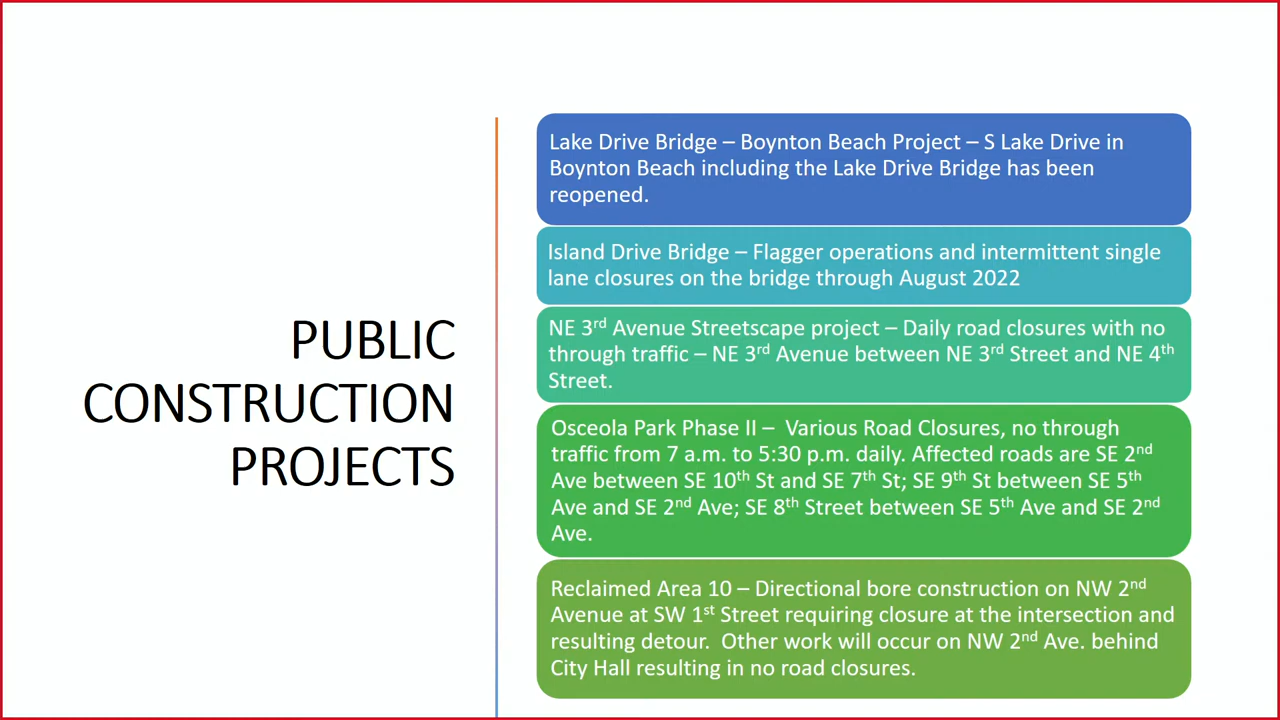 PUBLIC
CONSTRUCTION
PROJECTS
Lake Drive Bridge – Boynton Beach Project – S Lake Drive in
Boynton Beach including the Lake Drive Bridge has been
reopened.
Island Drive Bridge – Flagger operations and intermittent single
lane closures on the bridge through August 2022
NE 3rd Avenue Streetscape project – Daily road closures with no
through traffic – NE 3rd Avenue between NE 3rd Street and NE 4th
Street.
Osceola Park Phase II –  Various Road Closures, no through
traffic from 7 a.m. to 5:30 p.m. daily. Affected roads are SE 2nd
Ave between SE 10th St and SE 7th St; SE 9th St between SE 5th
Ave and SE 2nd Ave; SE 8th Street between SE 5th Ave and SE 2nd
Ave.
Reclaimed Area 10 – Directional bore construction on NW 2nd
Avenue at SW 1st Street requiring closure at the intersection and
resulting detour.  Other work will occur on NW 2nd Ave. behind
City Hall resulting in no road closures.